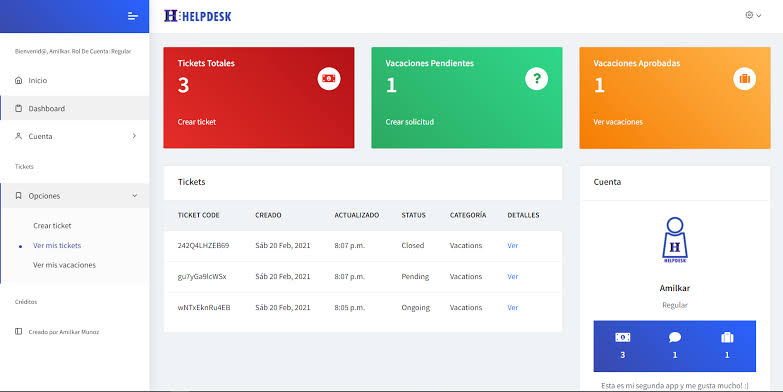 H:HELPDESK
Bienvenid@, Amilkar. Rol De Cuenta: Regular
Inicio
Dashboard
Cuenta
Tickets
Opciones
Crear ticket
Ver mis tickets
Ver mis vacaciones
Créditos
Creado por Amilkar Munoz
Tickets Totales
3
Crear ticket
Vacaciones Pendientes
1
?
Crear solicitud
Vacaciones Aprobadas
1
Ver vacaciones
Tickets
TICKET CODE CREADO ACTUALIZADO STATUS CATEGORÍA DETALLES
242Q4LHZEB69 Sáb 20 Feb, 2021 8:07 p.m. Closed Vacations Ver
gu7yGa9lcWSx Sáb 20 Feb, 2021 8:07 p.m. Pending Vacations Ver
wNTxEknRu4EB Sáb 20 Feb, 2021 8:05 p.m. Ongoing Vacations Ver
Cuenta
H
HELPDESK
Amilkar
Regular
3 1 1
Esta es mi segunda app y me gusta mucho! :)